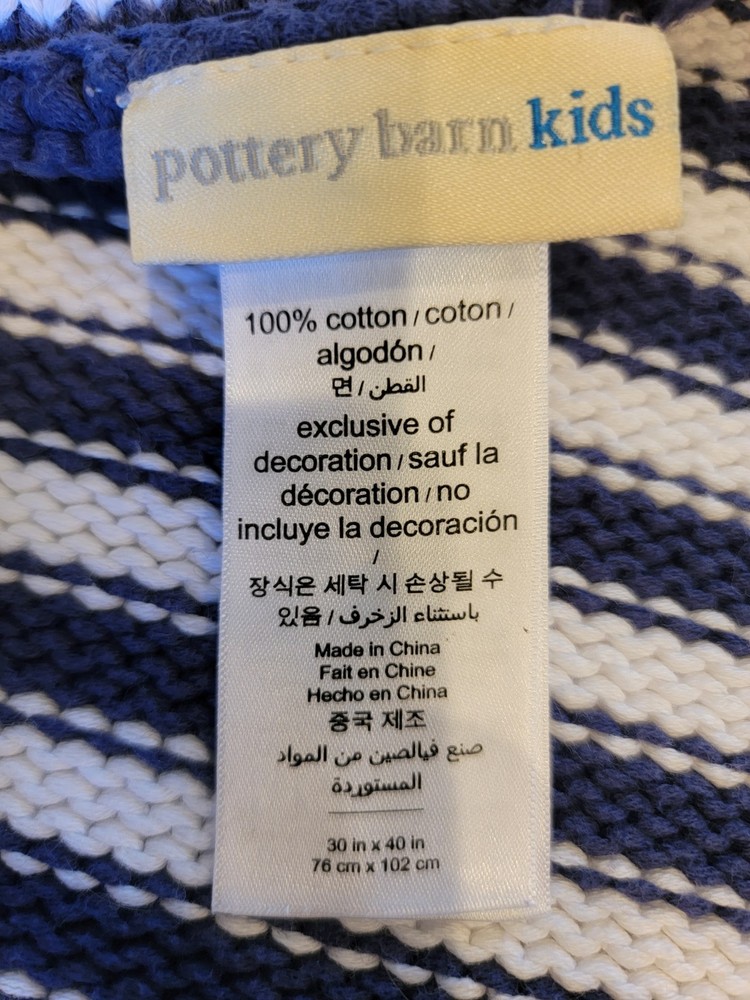 pottery barn kids
100% cotton / coton /
algodón /
면 / القطن
exclusive of
decoration / sauf la
décoration / no
incluye la decoración
/
장식은 세탁 시 손상될 수
있음 / باستثناء الزخرف
Made in China
Fait en Chine
Hecho en China
중국 제조
صنع فيالصين من المواد
المستوردة
30 in x 40 in
76 cm x 102 cm